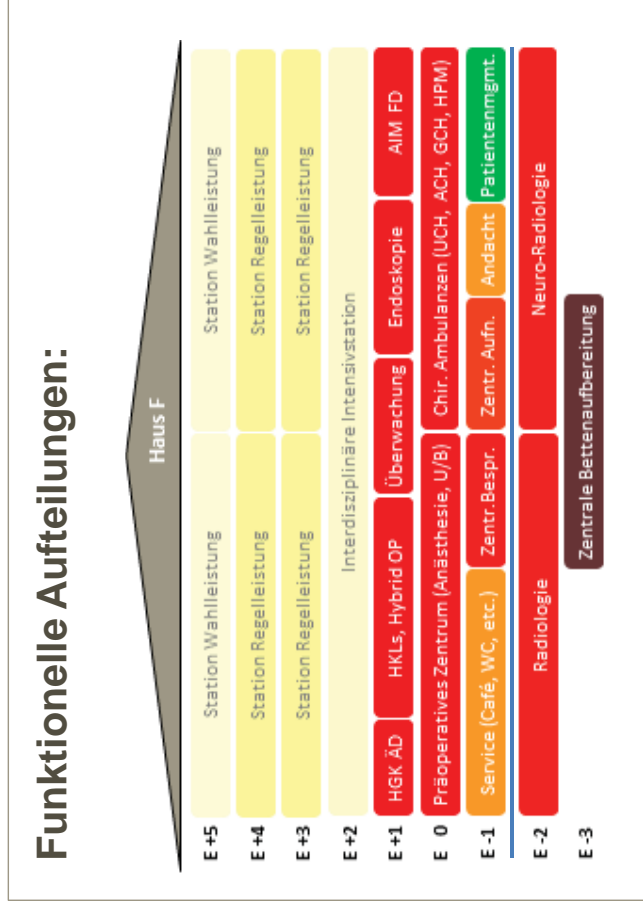 Funktionelle Aufteilungen:
Haus F
E +5 Station Wahlleistung Station Wahlleistung
E +4 Station Regelleistung Station Regelleistung
E +3 Station Regelleistung Station Regelleistung
E +2 Interdisziplinäre Intensivstation
E +1 HGK ÄD HKLs, Hybrid OP Überwachung Endoskopie AIM FD
E 0 Präoperatives Zentrum (Anästhesie, U/B) Chir. Ambulanzen (UCH, ACH, GCH, HPM)
E -1 Service (Café, WC, etc.) Zentr.Bespr. Zentr. Aufn. Andacht Patientenmgmt.
E -2 Radiologie Neuro-Radiologie
E -3 Zentrale Bettenaufbereitung